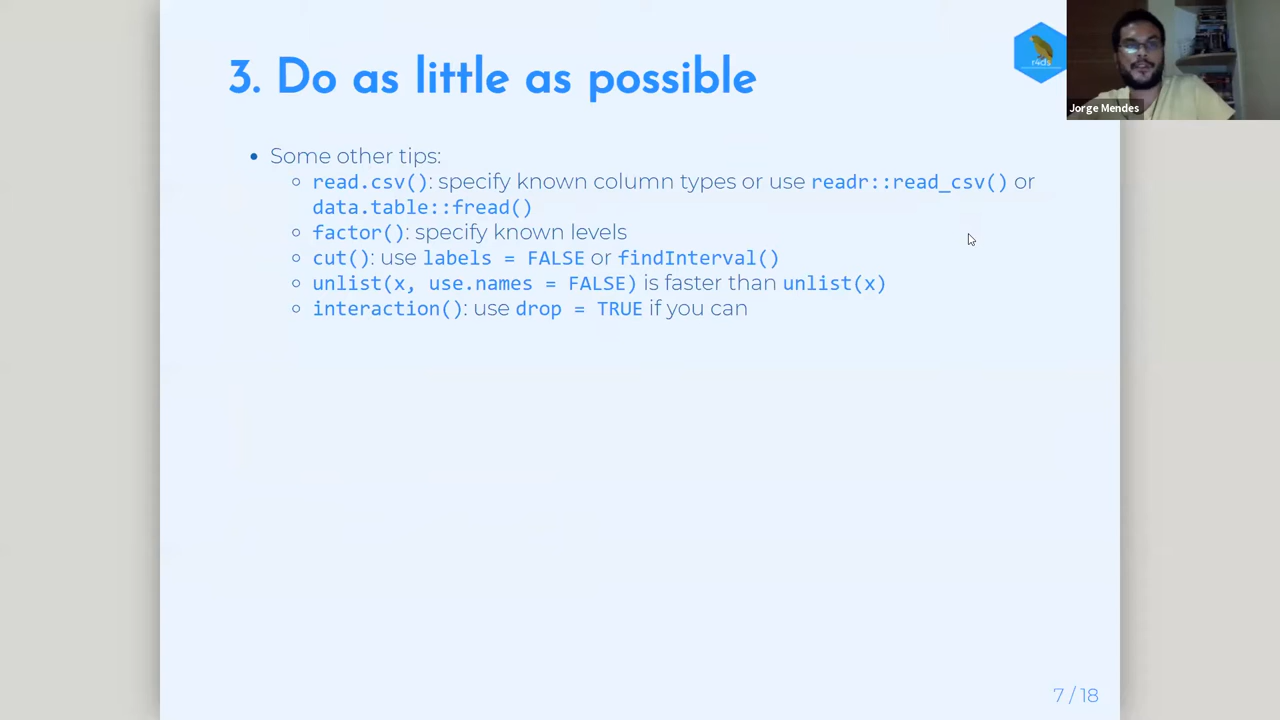 3. Do as little as possible
r4ds
Jorge Mendes
• Some other tips:
◦ read.csv(): specify known column types or use readr::read_csv() or
data.table::fread()
◦ factor(): specify known levels
◦ cut(): use labels = FALSE or findInterval()
◦ unlist(x, use.names = FALSE) is faster than unlist(x)
◦ interaction(): use drop = TRUE if you can
7 / 18